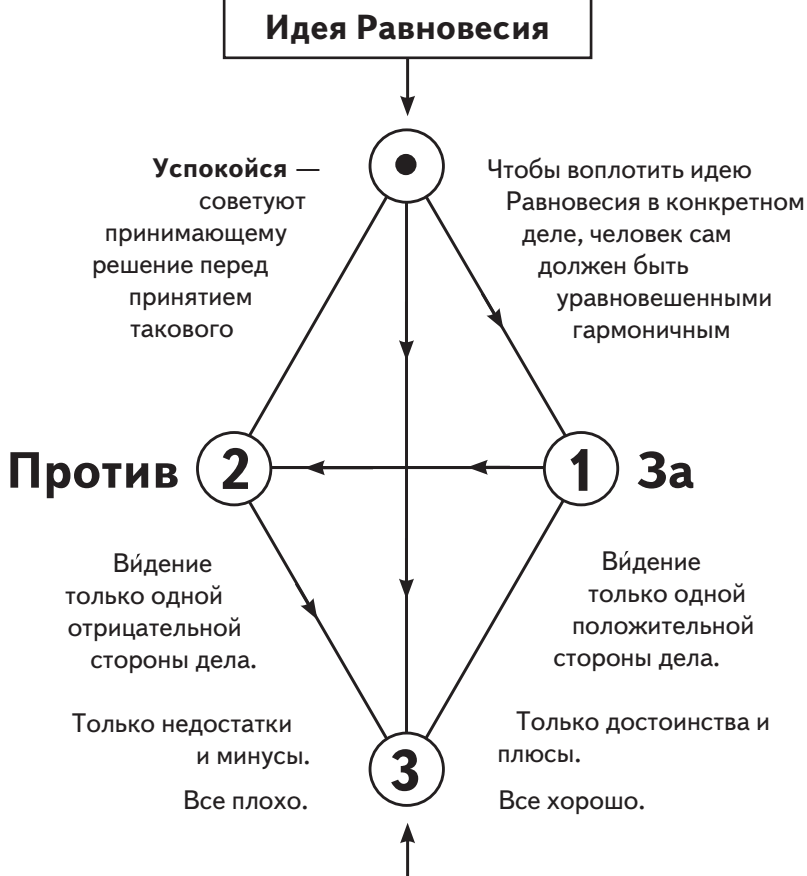 Идея Равновесия
Успокойся —
советуют
принимающему
решение перед
принятием
такового
Чтобы воплотить идею
Равновесия в конкретном
деле, человек сам
должен быть
уравновешенными
гармоничным
Против
2
1
За
Ви́дение
только одной
отрицательной
стороны дела.
Только недостатки
и минусы.
Все плохо.
Ви́дение
только одной
положительной
стороны дела.
Только достоинства и
плюсы.
Все хорошо.
3